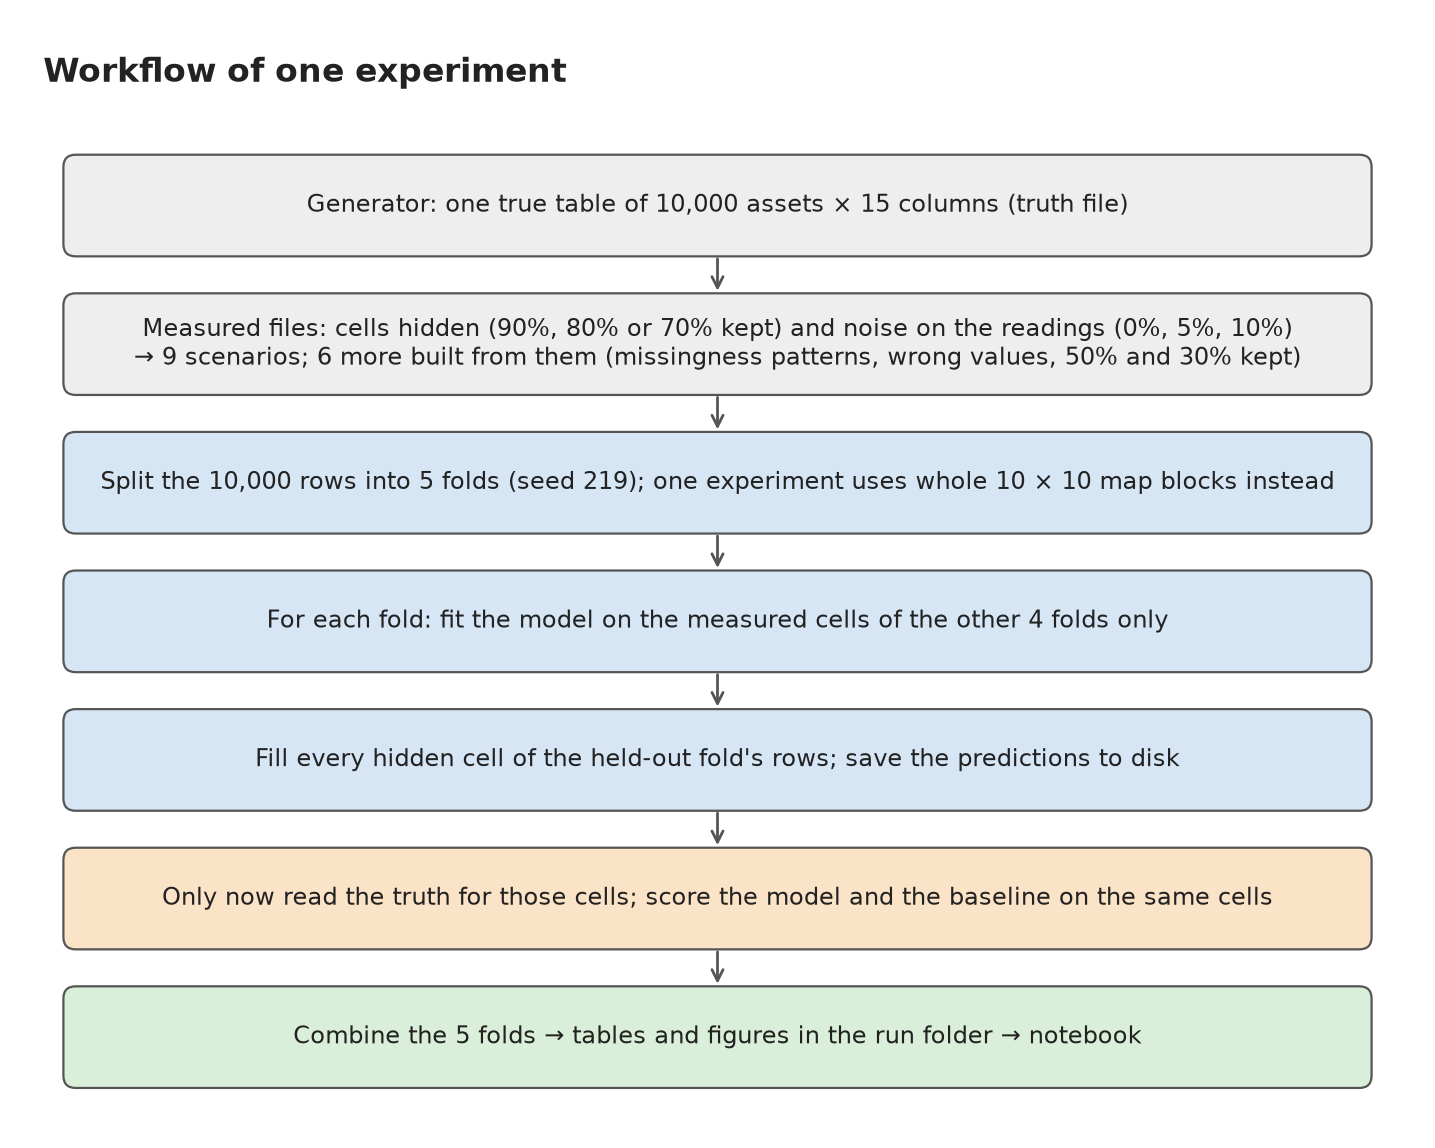 Workflow of one experiment
Generator: one true table of 10,000 assets × 15 columns (truth file)
Measured files: cells hidden (90%, 80% or 70% kept) and noise on the readings (0%, 5%, 10%)
→ 9 scenarios; 6 more built from them (missingness patterns, wrong values, 50% and 30% kept)
Split the 10,000 rows into 5 folds (seed 219); one experiment uses whole 10 × 10 map blocks instead
For each fold: fit the model on the measured cells of the other 4 folds only
Fill every hidden cell of the held-out fold's rows; save the predictions to disk
Only now read the truth for those cells; score the model and the baseline on the same cells
Combine the 5 folds → tables and figures in the run folder → notebook